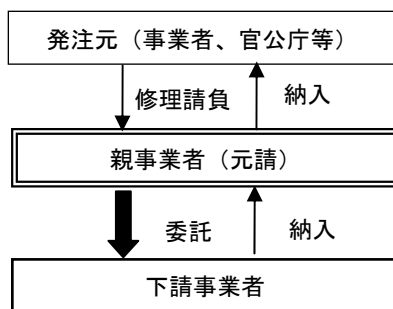 発注元（事業者、官公庁等）
修理請負
納入
親事業者（元請）
委託
納入
下請事業者